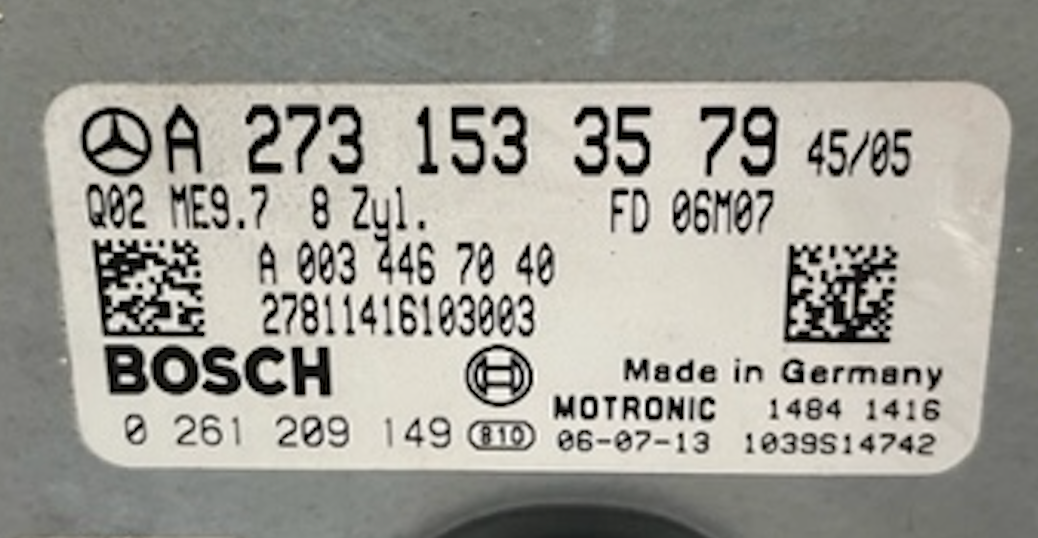 A 273 153 35 79 45/05
Q02 ME9.7 8 Zyl. FD 06M07
A 003 446 70 40
27811416103003
BOSCH
Made in Germany
MOTRONIC 1484 1416
0 261 209 149 810 06-07-13 1039S14742